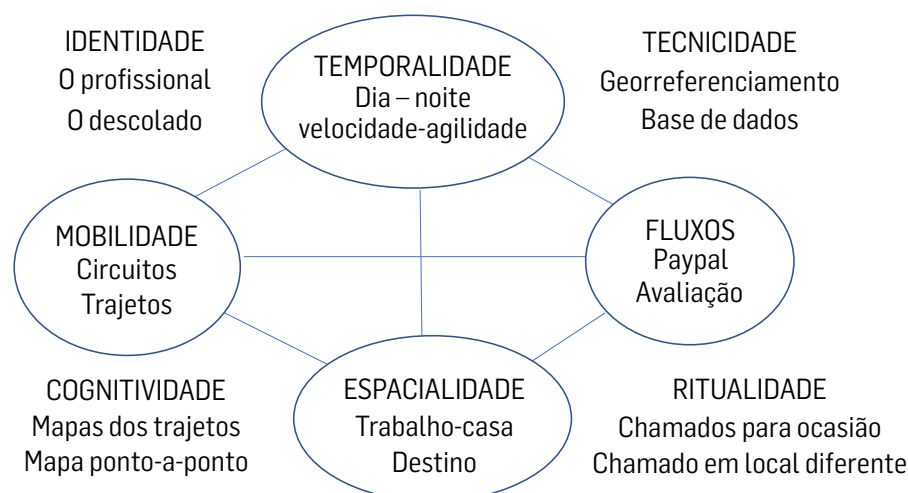 IDENTIDADE
O profissional
O descolado
TEMPORALIDADE
Dia – noite
velocidade-agilidade
TECNICIDADE
Georreferenciamento
Base de dados
MOBILIDADE
Circuitos
Trajetos
FLUXOS
Paypal
Avaliação
COGNITIVIDADE
Mapas dos trajetos
Mapa ponto-a-ponto
ESPACIALIDADE
Trabalho-casa
Destino
RITUALIDADE
Chamados para ocasião
Chamado em local diferente